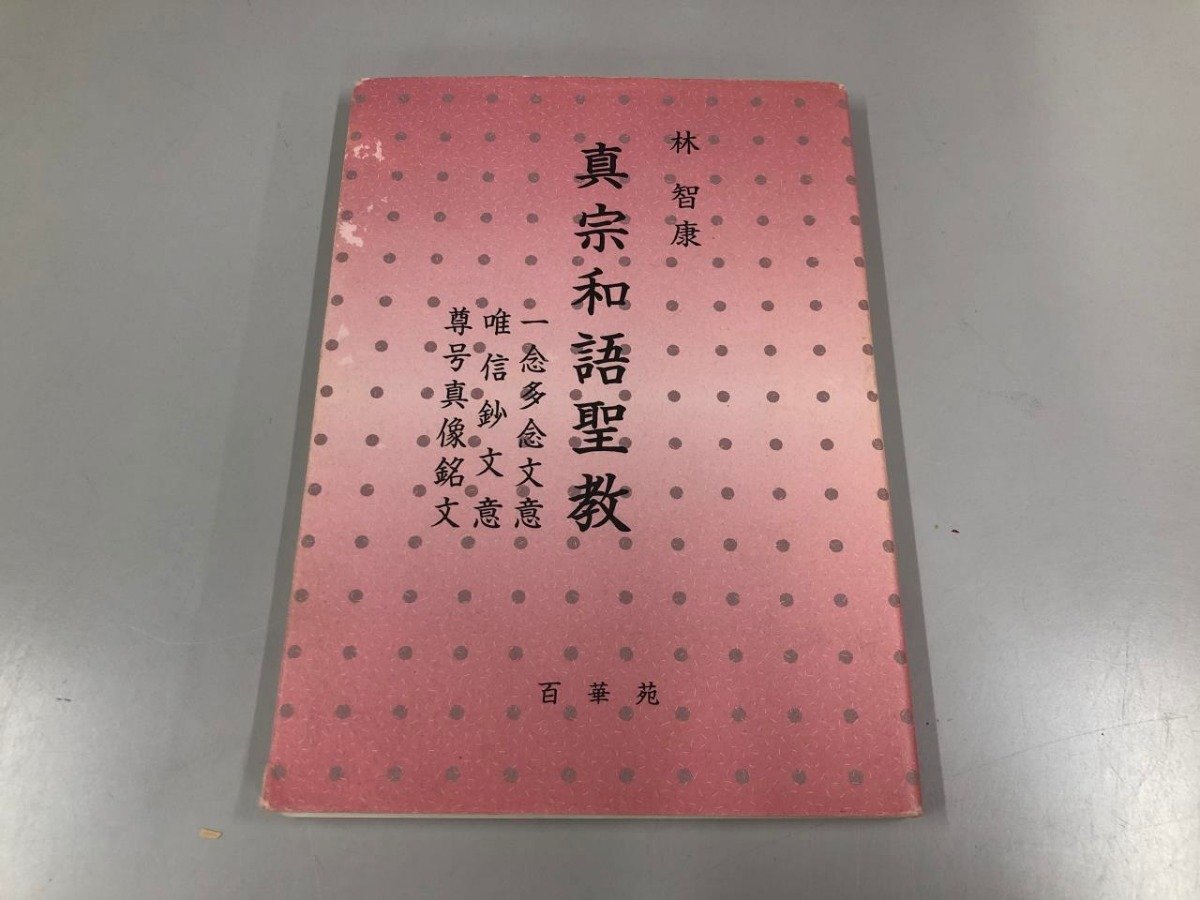 林智康
真宗和語聖教
一念多念文意
唯信鈔文意
尊号真像銘文
百華苑